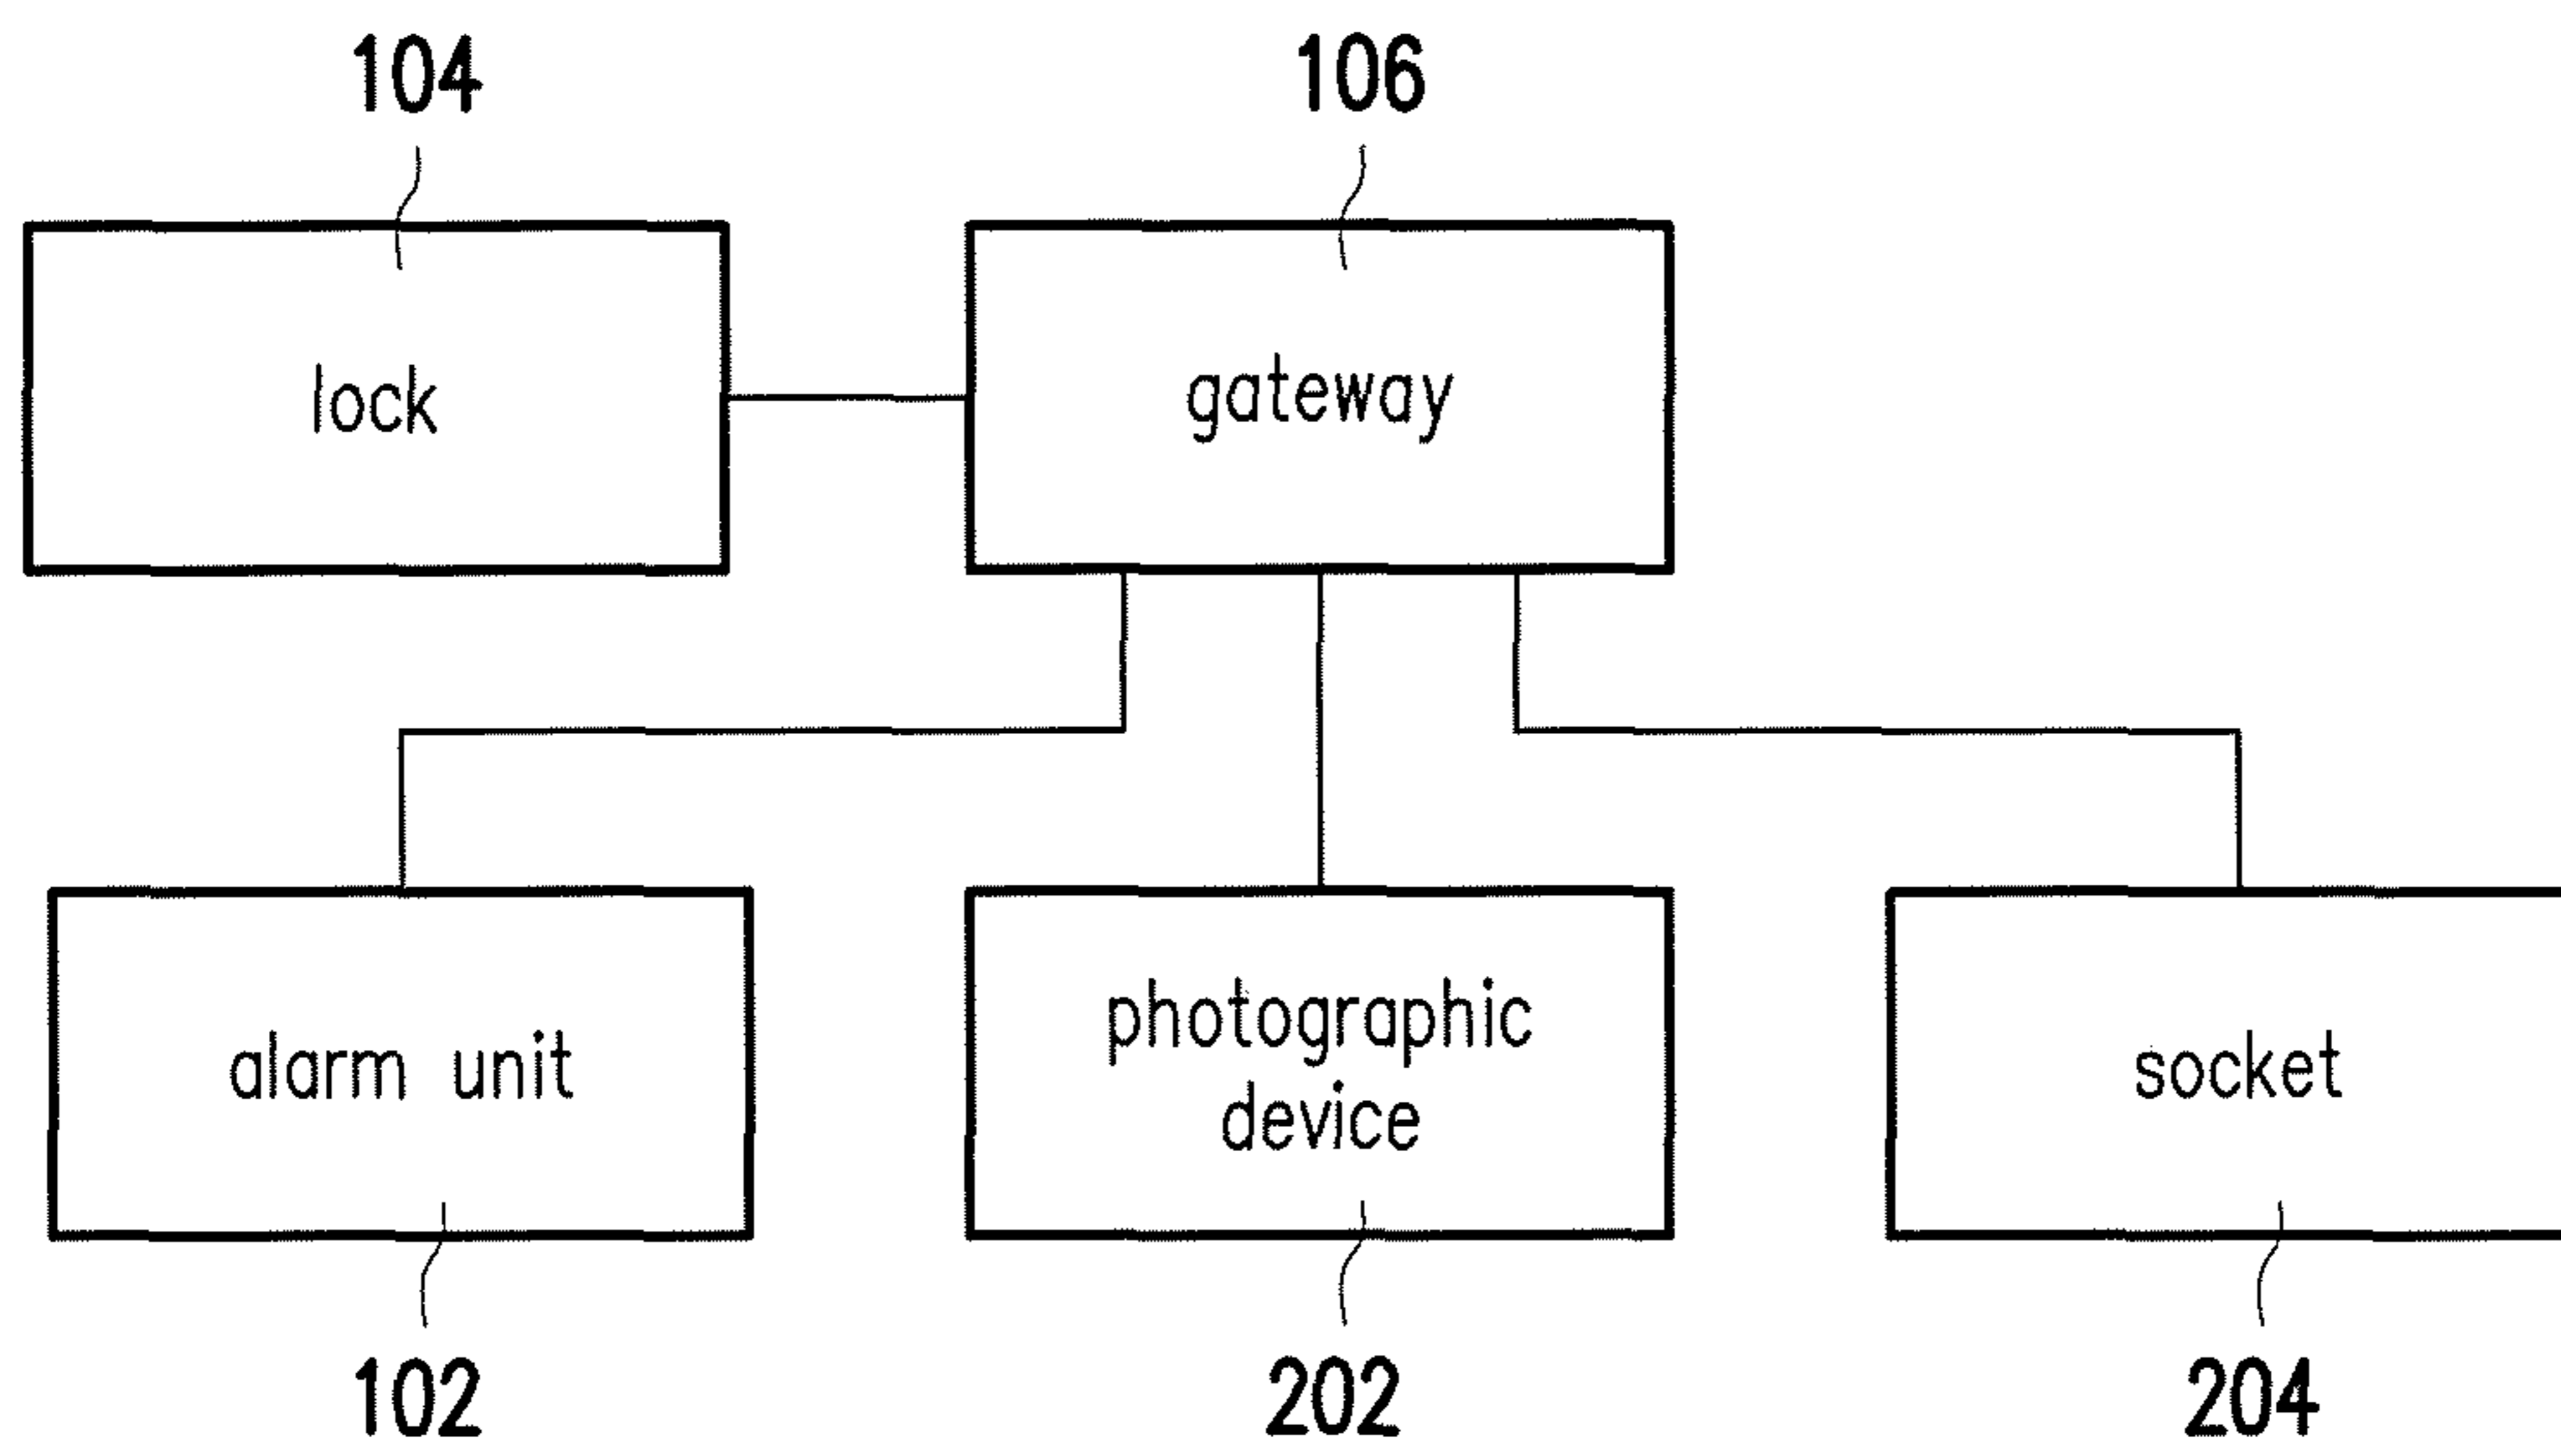 104
106
lock
gateway
alarm unit
photographic
device
socket
102
202
204